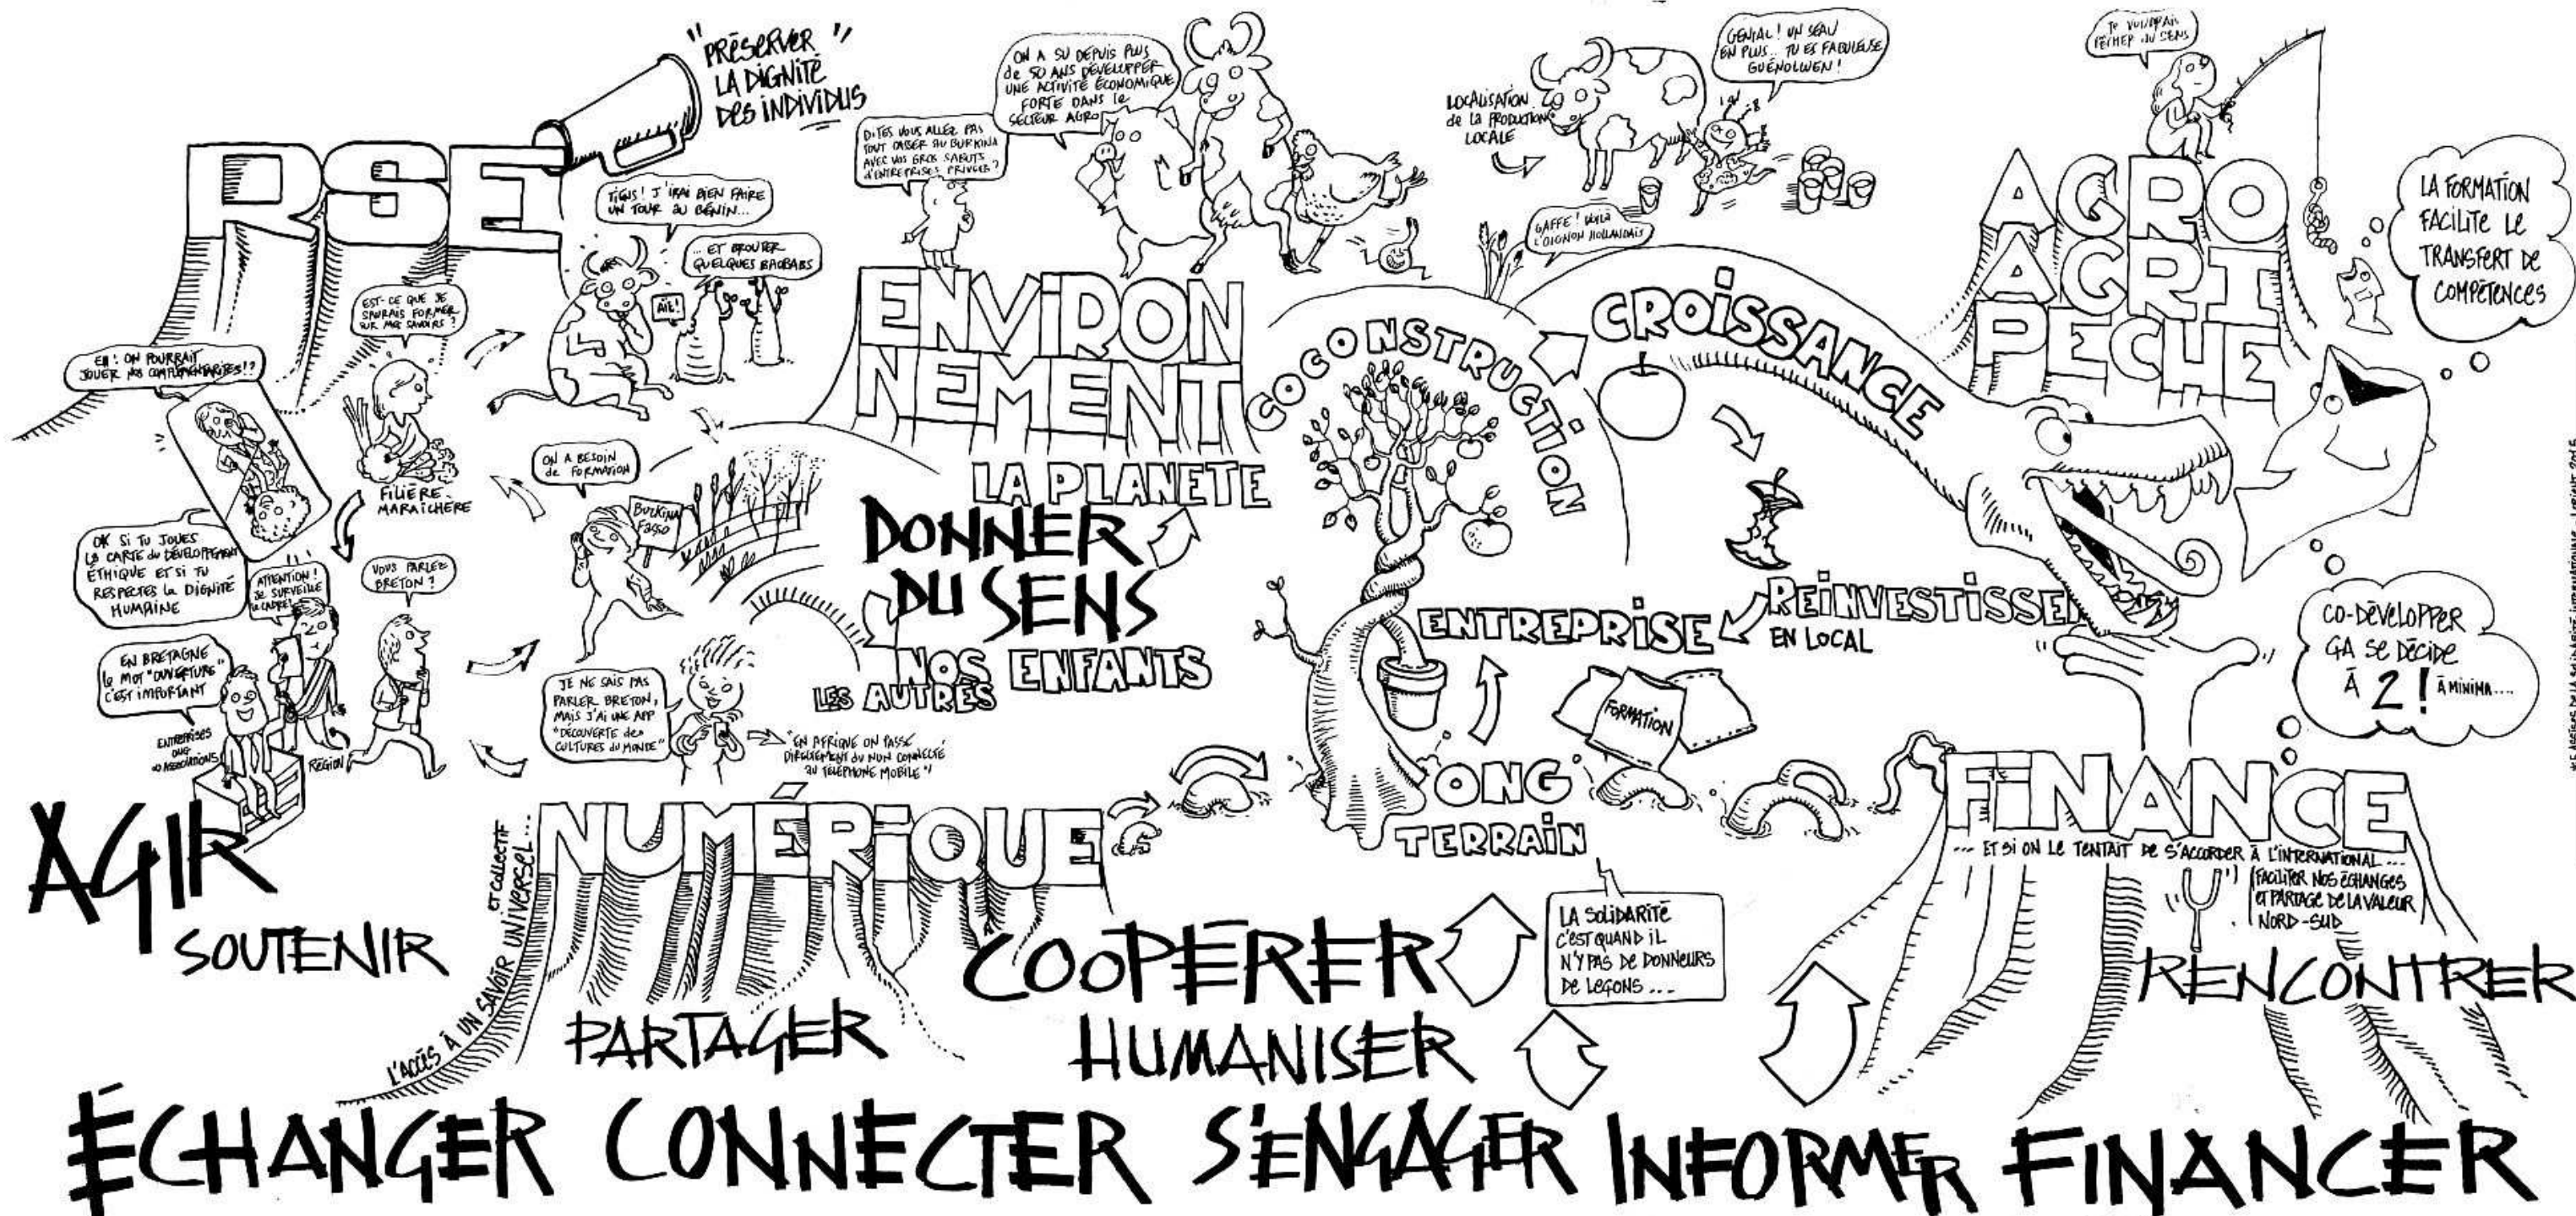 "PRÉSERVER
LA DIGNITÉ
DES INDIVIDUS"
RSE
TIENS! J'IRAI BIEN FAIRE
UN TOUR AU BÉNIN...
... ET BROUTER
QUELQUES BAOBABS
AÏE!
EST-CE QUE JE
SAURAIS FORMER
SUR MES SAVOIRS?
EH! ON POURRAIT
JOUER NOS COMPLÉMENTARITÉS!?
FILIÈRE
MARAÎCHÈRE
OK SI TU JOUES
LA CARTE du DÉVELOPPEMENT
ÉTHIQUE ET SI TU
RESPECTES la DIGNITÉ
HUMAINE
ATTENTION!
JE SURVEILLE
le CADRE!
VOUS PARLEZ
BRETON?
EN BRETAGNE
le MOT "OUVERTURE"
C'EST IMPORTANT
ENTREPRISES
ONG
ASSOCIATIONS
RÉGION
ON A BESOIN
de FORMATION
BURKINA
FASSO
JE NE SAIS PAS
PARLER BRETON,
MAIS J'AI UNE APP
"DÉCOUVERTE des
CULTURES du MONDE"
"EN AFRIQUE ON PASSE
DIRECTEMENT du NON CONNECTÉ
au TÉLÉPHONE MOBILE"
DITES VOUS ALLEZ PAS
TOUT CASSER AU BURKINA
AVEC VOS GROS SABOTS
d'ENTREPRISES PRIVÉES?
ON A SU DEPUIS PLUS
de 50 ANS DÉVELOPPER
UNE ACTIVITÉ ÉCONOMIQUE
FORTE DANS le
SECTEUR AGRO
ENVIRON
NEMENT
LA PLANETE
DONNER
DU SENS
NOS ENFANTS
LES AUTRES
LOCALISATION
de la PRODUCTION
LOCALE
GENIAL! UN SEAU
EN PLUS... TU ES FABULEUSE
GUÉNOLWEN!
GAFFE! VOILÀ
L'OIGNON HOLLANDAIS
COCONSTRUCTION
CROISSANCE
ENTREPRISE
REINVESTISSE
EN LOCAL
FORMATION
ONG
TERRAIN
JE VOUDRAIS
PÊCHER DU SENS
AGRO
AGRI
PECHE
LA FORMATION
FACILITE LE
TRANSFERT DE
COMPÉTENCES
CO-DÉVELOPPER
ÇA SE DÉCIDE
À 2! À MINIMA....
FINANCE
... ET SI ON LE TENTAIT DE S'ACCORDER À L'INTERNATIONAL ...
FACILITER NOS ÉCHANGES
ET PARTAGE DE LA VALEUR
NORD-SUD
NUMÉRIQUE
L'ACCÈS À UN SAVOIR UNIVERSEL...
ET COLLECTIF
LA SOLIDARITÉ
C'EST QUAND IL
N'Y PAS DE DONNEURS
DE LEÇONS ...
AGIR
SOUTENIR
PARTAGER
COOPÉRER
HUMANISER
RENCONTRER
ÉCHANGER CONNECTER S'ENGAGER INFORMER FINANCER